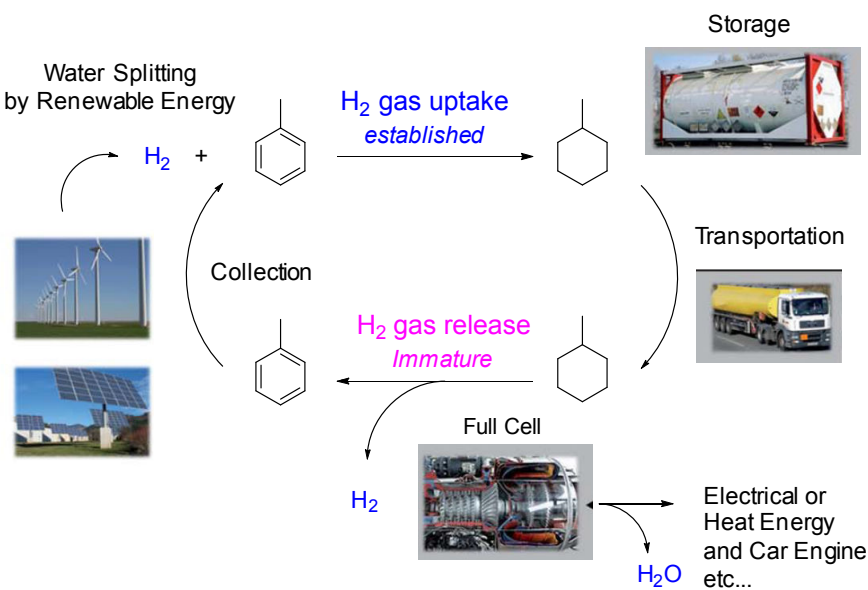 Storage
Water Splitting
by Renewable Energy
H2 gas uptake
established
H2 +
Transportation
Collection
H2 gas release
Immature
Full Cell
H2
Electrical or
Heat Energy
and Car Engine
etc...
H2O